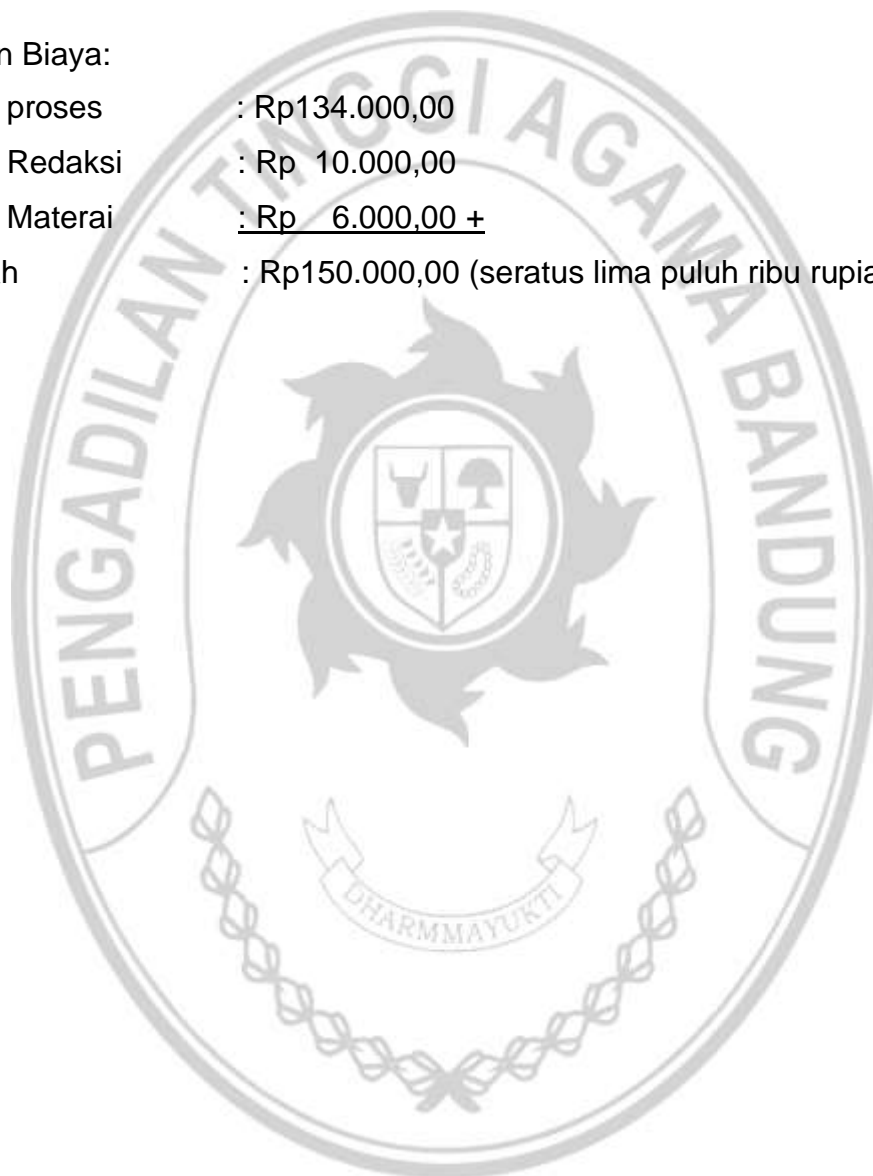 n Biaya:
proses : Rp134.000,00
Redaksi : Rp 10.000,00
Materai : Rp 6.000,00 +
h : Rp150.000,00 (seratus lima puluh ribu rupia
PENGADILAN TINGGI AGAMA BANDUNG
DHARMMAYUKTI